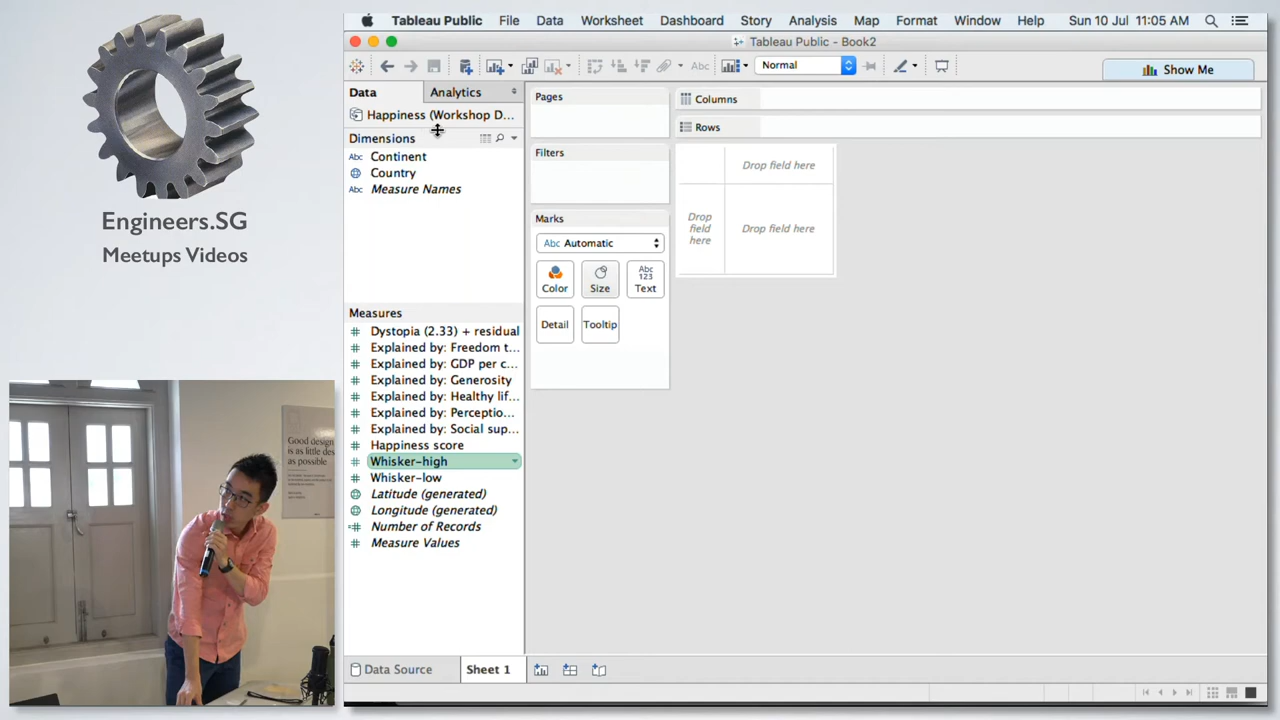 Engineers.SG
Meetups Videos
Good design
is as little des
as possible
Tableau Public File Data Worksheet Dashboard Story Analysis Map Format Window Help Sun 10 Jul 11:05 AM
Tableau Public - Book2
Abc Normal Show Me
Data Analytics
Happiness (Workshop D...
Dimensions
Abc Continent
Country
Abc Measure Names
Measures
Dystopia (2.33) + residual
Explained by: Freedom t...
Explained by: GDP per c...
Explained by: Generosity
Explained by: Healthy lif...
Explained by: Perceptio...
Explained by: Social sup...
Happiness score
Whisker-high
Whisker-low
Latitude (generated)
Longitude (generated)
Number of Records
Measure Values
Pages
Filters
Marks
Abc Automatic
Color Size Abc 123 Text
Detail Tooltip
Columns
Rows
Drop field here
Drop
field
here
Drop field here
Data Source Sheet 1